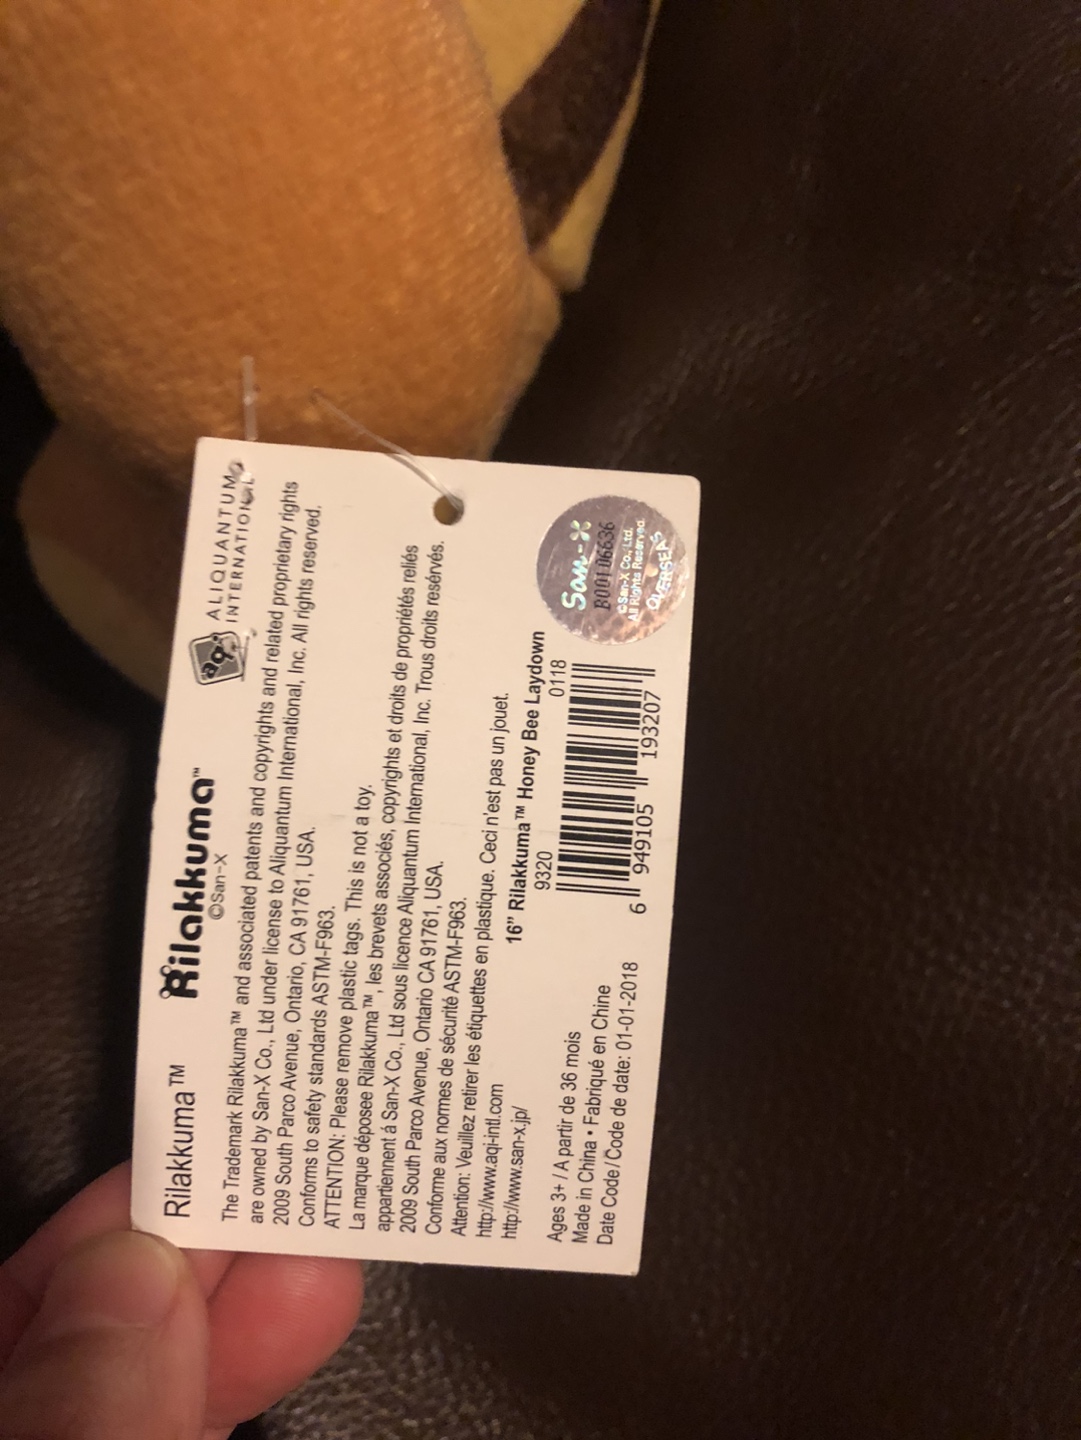 Rilakkuma™
Rilakkuma™
©San-X
aqi
ALIQUANTUM
INTERNATIONAL
The Trademark Rilakkuma™ and associated patents and copyrights and related proprietary rights
are owned by San-X Co., Ltd under license to Aliquantum International, Inc. All rights reserved.
2009 South Parco Avenue, Ontario, CA 91761, USA.
Conforms to safety standards ASTM-F963.
ATTENTION: Please remove plastic tags. This is not a toy.
La marque déposee Rilakkuma™, les brevets associés, copyrights et droits de propriétés reliés
appartiennent á San-X Co., Ltd sous licence Aliquantum International, Inc. Trous droits resérvés.
2009 South Parco Avenue, Ontario CA 91761, USA.
Conforme aux normes de sécurité ASTM-F963.
Attention: Veuillez retirer les étiquettes en plastique. Ceci n'est pas un jouet.
http://www.aqi-intl.com
http://www.san-x.jp/
16" Rilakkuma™ Honey Bee Laydown
9320 0118
6 949105 193207
Ages 3+ / A partir de 36 mois
Made in China • Fabriqué en Chine
Date Code/Code de date: 01-01-2018
San-X
B00106636
©San-X Co., Ltd.
All Rights Reserved.
OVERSEAS